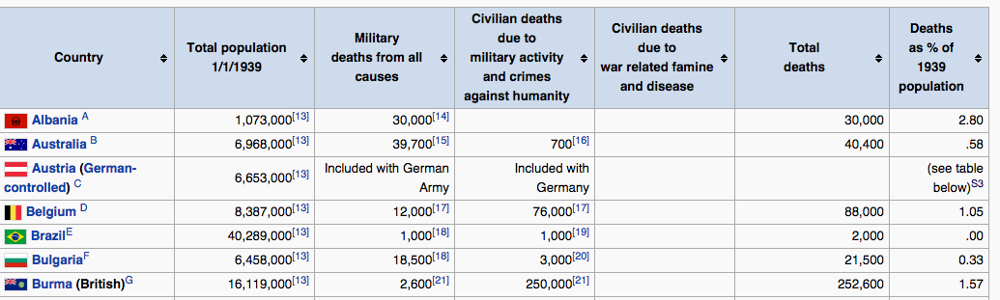 Country Total population 1/1/1939 Military deaths from all causes Civilian deaths due to military activity and crimes against humanity Civilian deaths due to war related famine and disease Total deaths Deaths as % of 1939 population
Albania A 1,073,000[13] 30,000[14] 30,000 2.80
Australia B 6,968,000[13] 39,700[15] 700[16] 40,400 .58
Austria (German-controlled) C 6,653,000[13] Included with German Army Included with Germany (see table below)S3
Belgium D 8,387,000[13] 12,000[17] 76,000[17] 88,000 1.05
BrazilE 40,289,000[13] 1,000[18] 1,000[19] 2,000 .00
BulgariaF 6,458,000[13] 18,500[18] 3,000[20] 21,500 0.33
Burma (British)G 16,119,000[13] 2,600[21] 250,000[21] 252,600 1.57